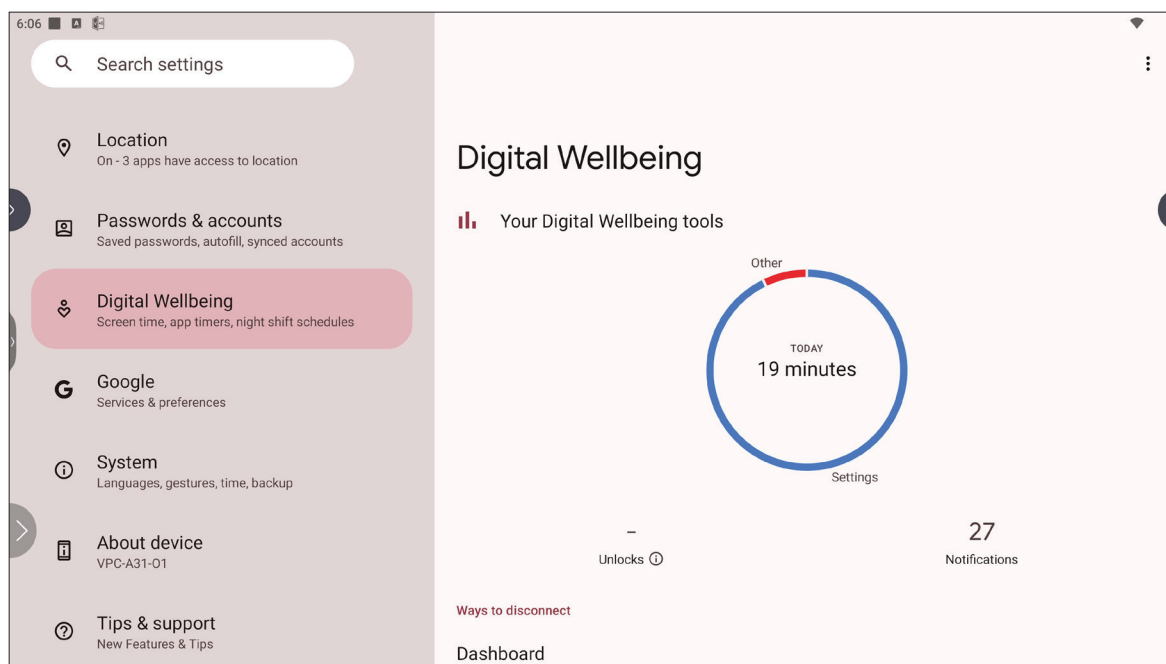 6:06
Search settings
Location
On - 3 apps have access to location
Passwords & accounts
Saved passwords, autofill, synced accounts
Digital Wellbeing
Screen time, app timers, night shift schedules
Google
Services & preferences
System
Languages, gestures, time, backup
About device
VPC-A31-O1
Tips & support
New Features & Tips
Digital Wellbeing
Your Digital Wellbeing tools
Other
TODAY
19 minutes
Settings
-
Unlocks
27
Notifications
Ways to disconnect
Dashboard